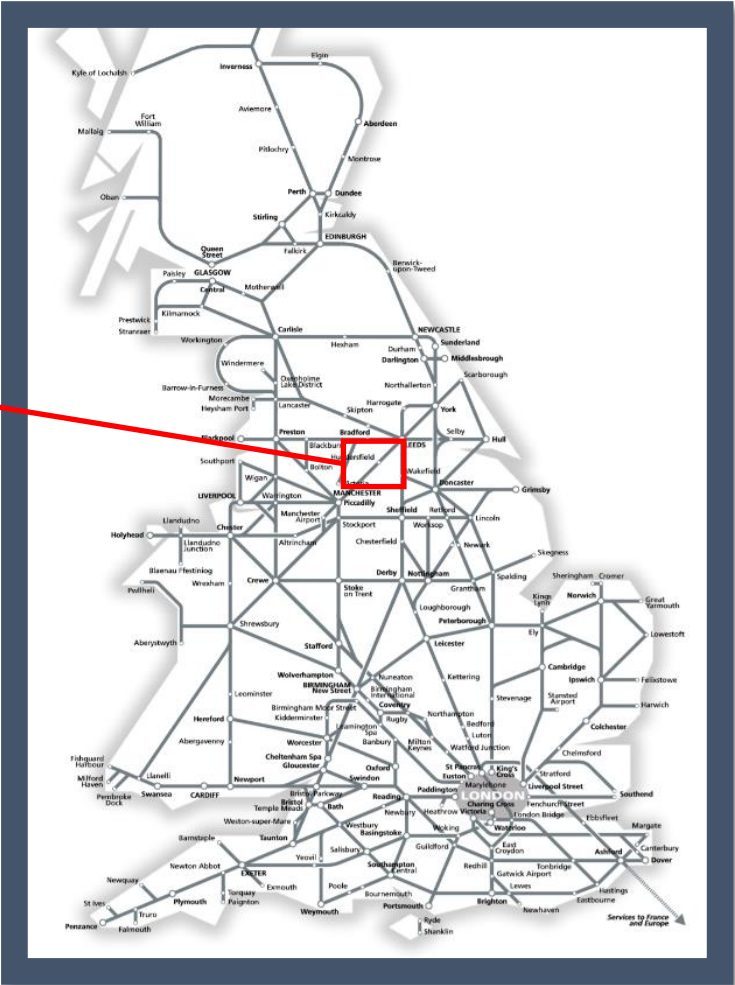 Elgin
Inverness
Kyle of Lochalsh
Aviemore
Fort
William
Aberdeen
Mallaig
Pitlochry
Montrose
Perth
Dundee
Oban
Stirling
Kirkcaldy
EDINBURGH
Queen
Street
Falkirk
Berwick-
upon-Tweed
Paisley
GLASGOW
Central
Motherwell
Kilmarnock
Prestwick
Stranraer
Carlisle
NEWCASTLE
Workington
Hexham
Sunderland
Durham
Darlington
Middlesbrough
Windermere
Scarborough
Oxenholme
Lake District
Barrow-in-Furness
Northallerton
Morecambe
Heysham Port
Lancaster
Harrogate
York
Skipton
Preston
Bradford
Selby
Blackpool
LEEDS
Hull
Blackburn
Southport
Huddersfield
Bolton
Wakefield
Wigan
Doncaster
MANCHESTER
Grimsby
LIVERPOOL
Warrington
Piccadilly
Manchester
Airport
Sheffield
Retford
Llandudno
Chester
Stockport
Worksop
Lincoln
Holyhead
Llandudno
Junction
Altrincham
Chesterfield
Newark
Skegness
Blaenau Ffestiniog
Derby
Nottingham
Wrexham
Crewe
Spalding
Sheringham
Cromer
Pwllheli
Stoke
on Trent
Grantham
Kings
Lynn
Norwich
Great
Yarmouth
Loughborough
Shrewsbury
Peterborough
Ely
Lowestoft
Aberystwyth
Stafford
Leicester
Cambridge
Wolverhampton
Nuneaton
Kettering
Ipswich
Felixstowe
BIRMINGHAM
New Street
Birmingham
International
Leominster
Stevenage
Stansted
Airport
Birmingham Moor Street
Coventry
Harwich
Hereford
Kidderminster
Rugby
Northampton
Leamington
Spa
Bedford
Colchester
Abergavenny
Worcester
Banbury
Milton
Keynes
Luton
Watford Junction
Chelmsford
Fishguard
Harbour
Cheltenham Spa
Gloucester
Oxford
St Pancras
King's
Cross
Euston
Stratford
Milford
Haven
Llanelli
Newport
Swindon
Marylebone
Liverpool Street
Pembroke
Dock
Swansea
CARDIFF
Bristol Parkway
Reading
Paddington
LONDON
Southend
Bristol
Temple Meads
Bath
Charing Cross
Fenchurch Street
Newbury
Heathrow
Victoria
London Bridge
Weston-super-Mare
Westbury
Waterloo
Ebbsfleet
Margate
Barnstaple
Taunton
Basingstoke
Woking
Salisbury
Guildford
East
Croydon
Canterbury
Newton Abbot
Yeovil
Ashford
Dover
EXETER
Southampton
Central
Redhill
Tonbridge
Gatwick Airport
Newquay
Exmouth
Poole
Bournemouth
Lewes
Hastings
Torquay
Paignton
Eastbourne
St Ives
Plymouth
Weymouth
Portsmouth
Brighton
Newhaven
Truro
Penzance
Falmouth
Ryde
Shanklin
Services to France
and Europe